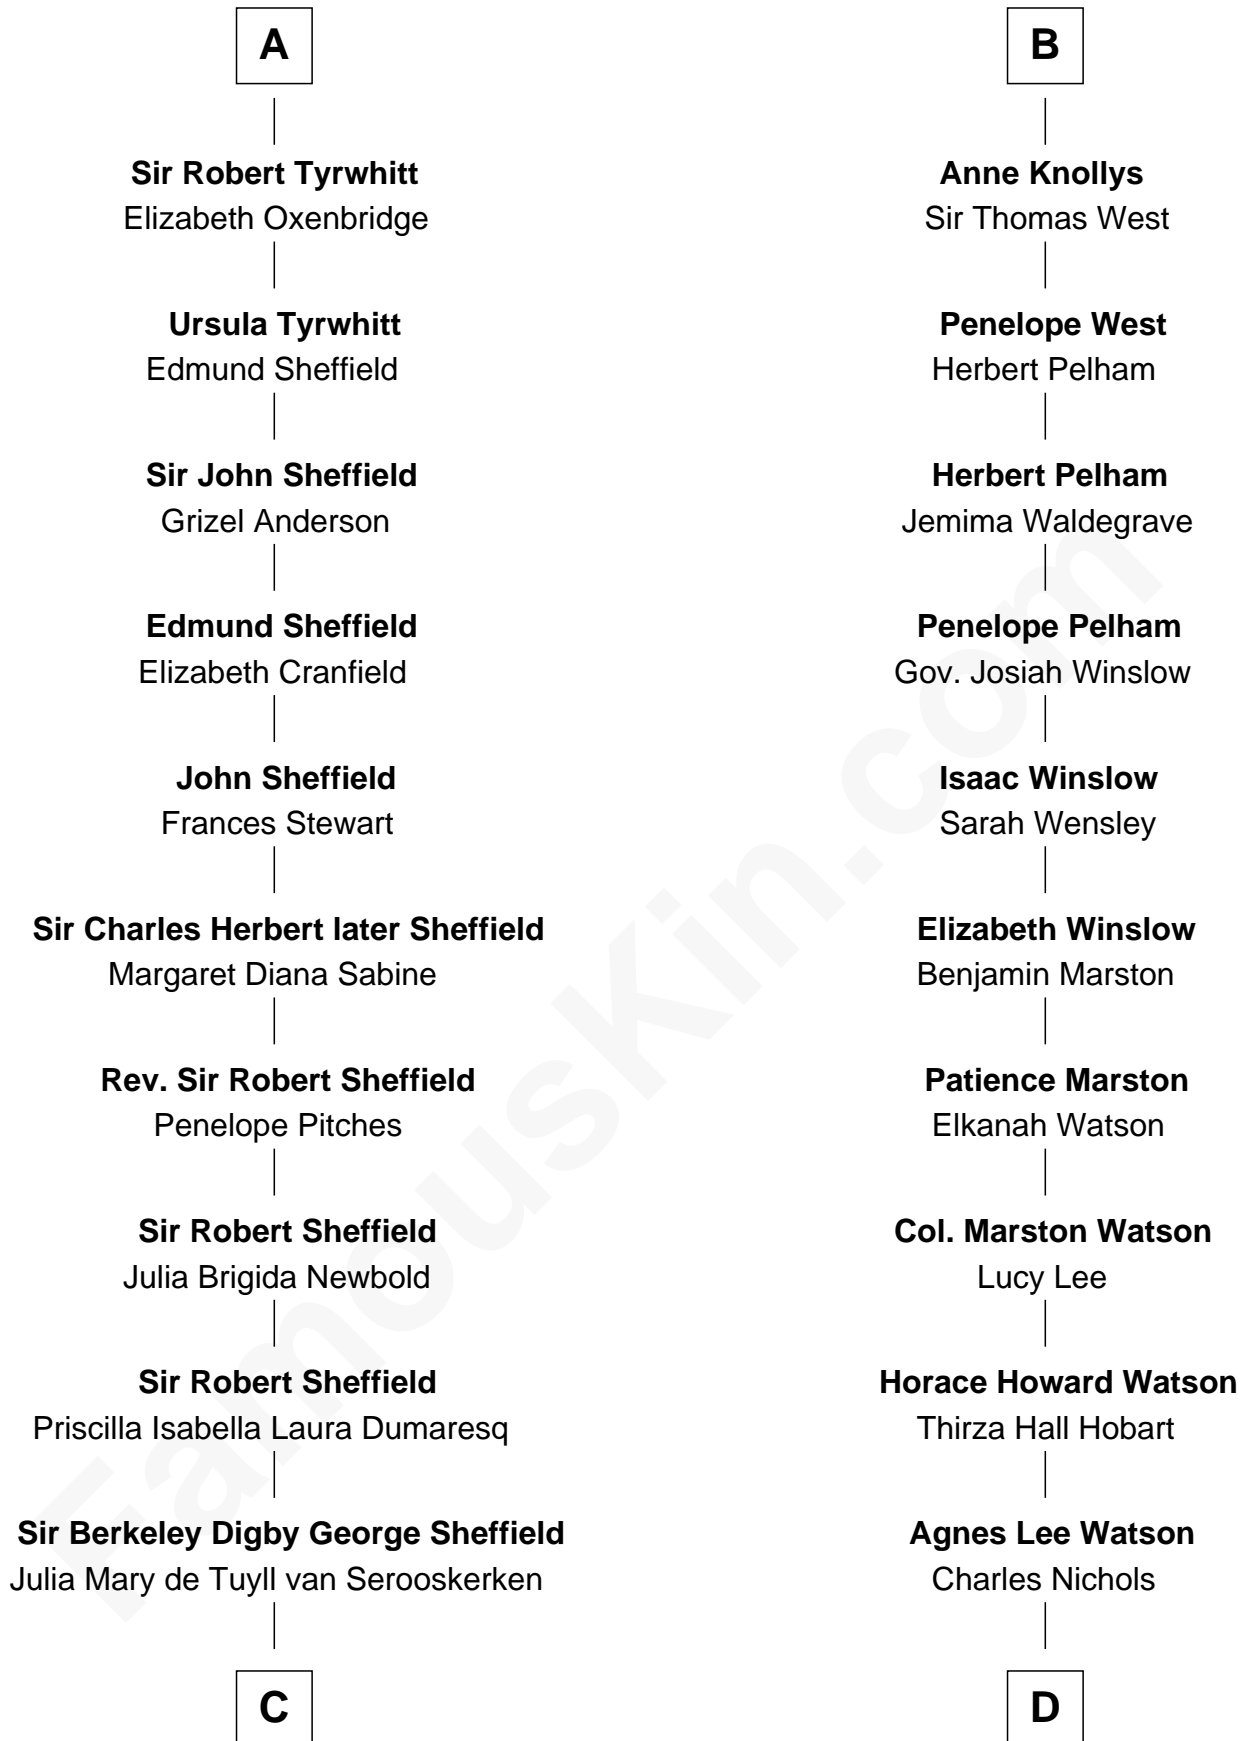 A
Sir Robert Tyrwhitt
Elizabeth Oxenbridge
Ursula Tyrwhitt
Edmund Sheffield
Sir John Sheffield
Grizel Anderson
Edmund Sheffield
Elizabeth Cranfield
John Sheffield
Frances Stewart
Sir Charles Herbert later Sheffield
Margaret Diana Sabine
Rev. Sir Robert Sheffield
Penelope Pitches
Sir Robert Sheffield
Julia Brigida Newbold
Sir Robert Sheffield
Priscilla Isabella Laura Dumaresq
Sir Berkeley Digby George Sheffield
Julia Mary de Tuyll van Serooskerken
C
B
Anne Knollys
Sir Thomas West
Penelope West
Herbert Pelham
Herbert Pelham
Jemima Waldegrave
Penelope Pelham
Gov. Josiah Winslow
Isaac Winslow
Sarah Wensley
Elizabeth Winslow
Benjamin Marston
Patience Marston
Elkanah Watson
Col. Marston Watson
Lucy Lee
Horace Howard Watson
Thirza Hall Hobart
Agnes Lee Watson
Charles Nichols
D
FamousKin.com